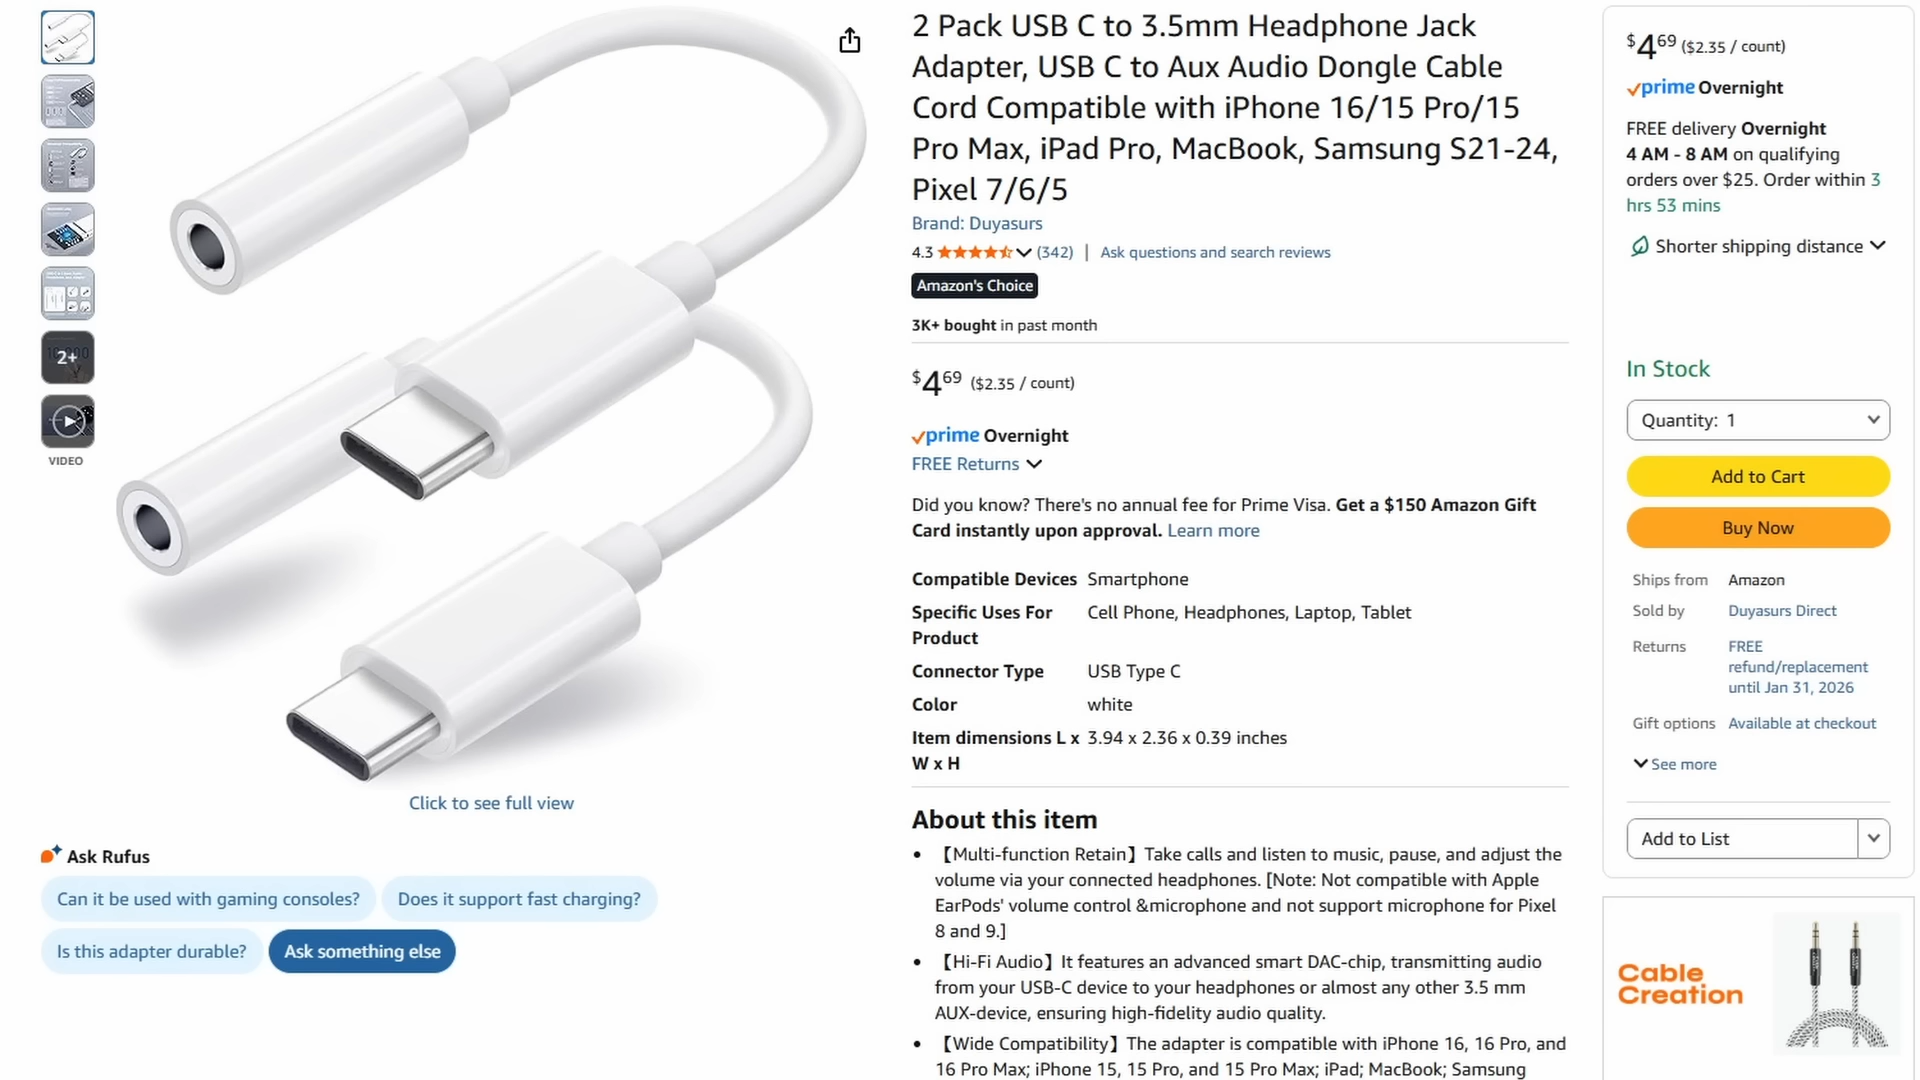 2 Pack USB C to 3.5mm Headphone Jack
Adapter, USB C to Aux Audio Dongle Cable
Cord Compatible with iPhone 16/15 Pro/15
Pro Max, iPad Pro, MacBook, Samsung S21-24,
Pixel 7/6/5
Brand: Duyasurs
4.3 (342) | Ask questions and search reviews
Amazon's Choice
3K+ bought in past month
$4 69 ($2.35 / count)
prime Overnight
FREE Returns
Did you know? There's no annual fee for Prime Visa. Get a $150 Amazon Gift
Card instantly upon approval. Learn more
Compatible Devices Smartphone
Specific Uses For Cell Phone, Headphones, Laptop, Tablet
Product
Connector Type USB Type C
Color white
Item dimensions L x 3.94 x 2.36 x 0.39 inches
W x H
About this item
• 【Multi-function Retain】Take calls and listen to music, pause, and adjust the
volume via your connected headphones. [Note: Not compatible with Apple
EarPods' volume control &microphone and not support microphone for Pixel
8 and 9.]
• 【Hi-Fi Audio】It features an advanced smart DAC-chip, transmitting audio
from your USB-C device to your headphones or almost any other 3.5 mm
AUX-device, ensuring high-fidelity audio quality.
• 【Wide Compatibility】The adapter is compatible with iPhone 16, 16 Pro, and
16 Pro Max; iPhone 15, 15 Pro, and 15 Pro Max; iPad; MacBook; Samsung
2+
VIDEO
Click to see full view
Ask Rufus
Can it be used with gaming consoles?
Does it support fast charging?
Is this adapter durable?
Ask something else
$4 69 ($2.35 / count)
prime Overnight
FREE delivery Overnight
4 AM - 8 AM on qualifying
orders over $25. Order within 3
hrs 53 mins
Shorter shipping distance
In Stock
Quantity: 1
Add to Cart
Buy Now
Ships from Amazon
Sold by Duyasurs Direct
Returns FREE
refund/replacement
until Jan 31, 2026
Gift options Available at checkout
See more
Add to List
Cable
Creation